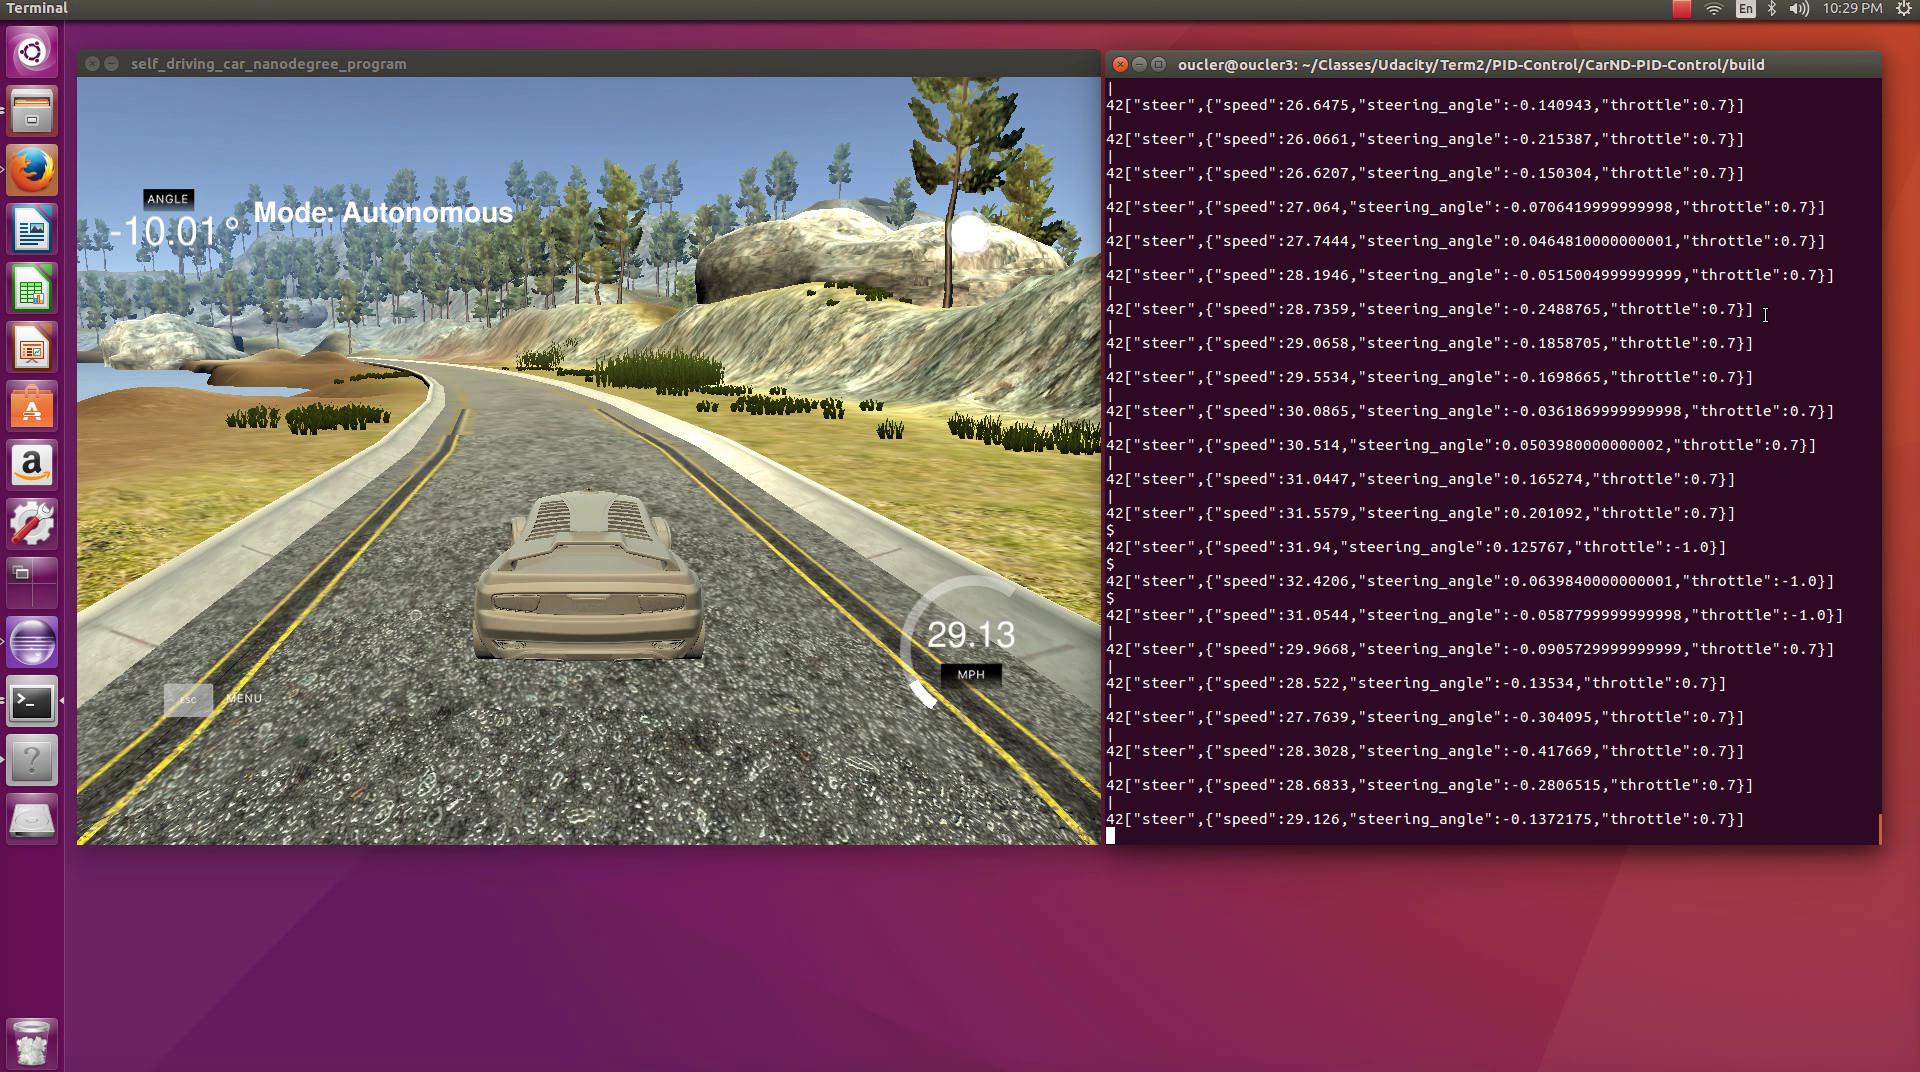 Terminal
En
10:29 PM
self_driving_car_nanodegree_program
ANGLE
-10.01°
Mode: Autonomous
29.13
MPH
ESC
MENU
oucler@oucler3: ~/Classes/Udacity/Term2/PID-Control/CarND-PID-Control/build
|
42["steer",{"speed":26.6475,"steering_angle":-0.140943,"throttle":0.7}]
|
42["steer",{"speed":26.0661,"steering_angle":-0.215387,"throttle":0.7}]
|
42["steer",{"speed":26.6207,"steering_angle":-0.150304,"throttle":0.7}]
|
42["steer",{"speed":27.064,"steering_angle":-0.0706419999999998,"throttle":0.7}]
|
42["steer",{"speed":27.7444,"steering_angle":0.0464810000000001,"throttle":0.7}]
|
42["steer",{"speed":28.1946,"steering_angle":-0.0515004999999999,"throttle":0.7}]
|
42["steer",{"speed":28.7359,"steering_angle":-0.2488765,"throttle":0.7}]
|
42["steer",{"speed":29.0658,"steering_angle":-0.1858705,"throttle":0.7}]
|
42["steer",{"speed":29.5534,"steering_angle":-0.1698665,"throttle":0.7}]
|
42["steer",{"speed":30.0865,"steering_angle":-0.0361869999999998,"throttle":0.7}]
|
42["steer",{"speed":30.514,"steering_angle":0.0503980000000002,"throttle":0.7}]
|
42["steer",{"speed":31.0447,"steering_angle":0.165274,"throttle":0.7}]
|
42["steer",{"speed":31.5579,"steering_angle":0.201092,"throttle":0.7}]
$
42["steer",{"speed":31.94,"steering_angle":0.125767,"throttle":-1.0}]
$
42["steer",{"speed":32.4206,"steering_angle":0.0639840000000001,"throttle":-1.0}]
$
42["steer",{"speed":31.0544,"steering_angle":-0.0587799999999998,"throttle":-1.0}]
|
42["steer",{"speed":29.9668,"steering_angle":-0.0905729999999999,"throttle":0.7}]
|
42["steer",{"speed":28.522,"steering_angle":-0.13534,"throttle":0.7}]
|
42["steer",{"speed":27.7639,"steering_angle":-0.304095,"throttle":0.7}]
|
42["steer",{"speed":28.3028,"steering_angle":-0.417669,"throttle":0.7}]
|
42["steer",{"speed":28.6833,"steering_angle":-0.2806515,"throttle":0.7}]
|
42["steer",{"speed":29.126,"steering_angle":-0.1372175,"throttle":0.7}]